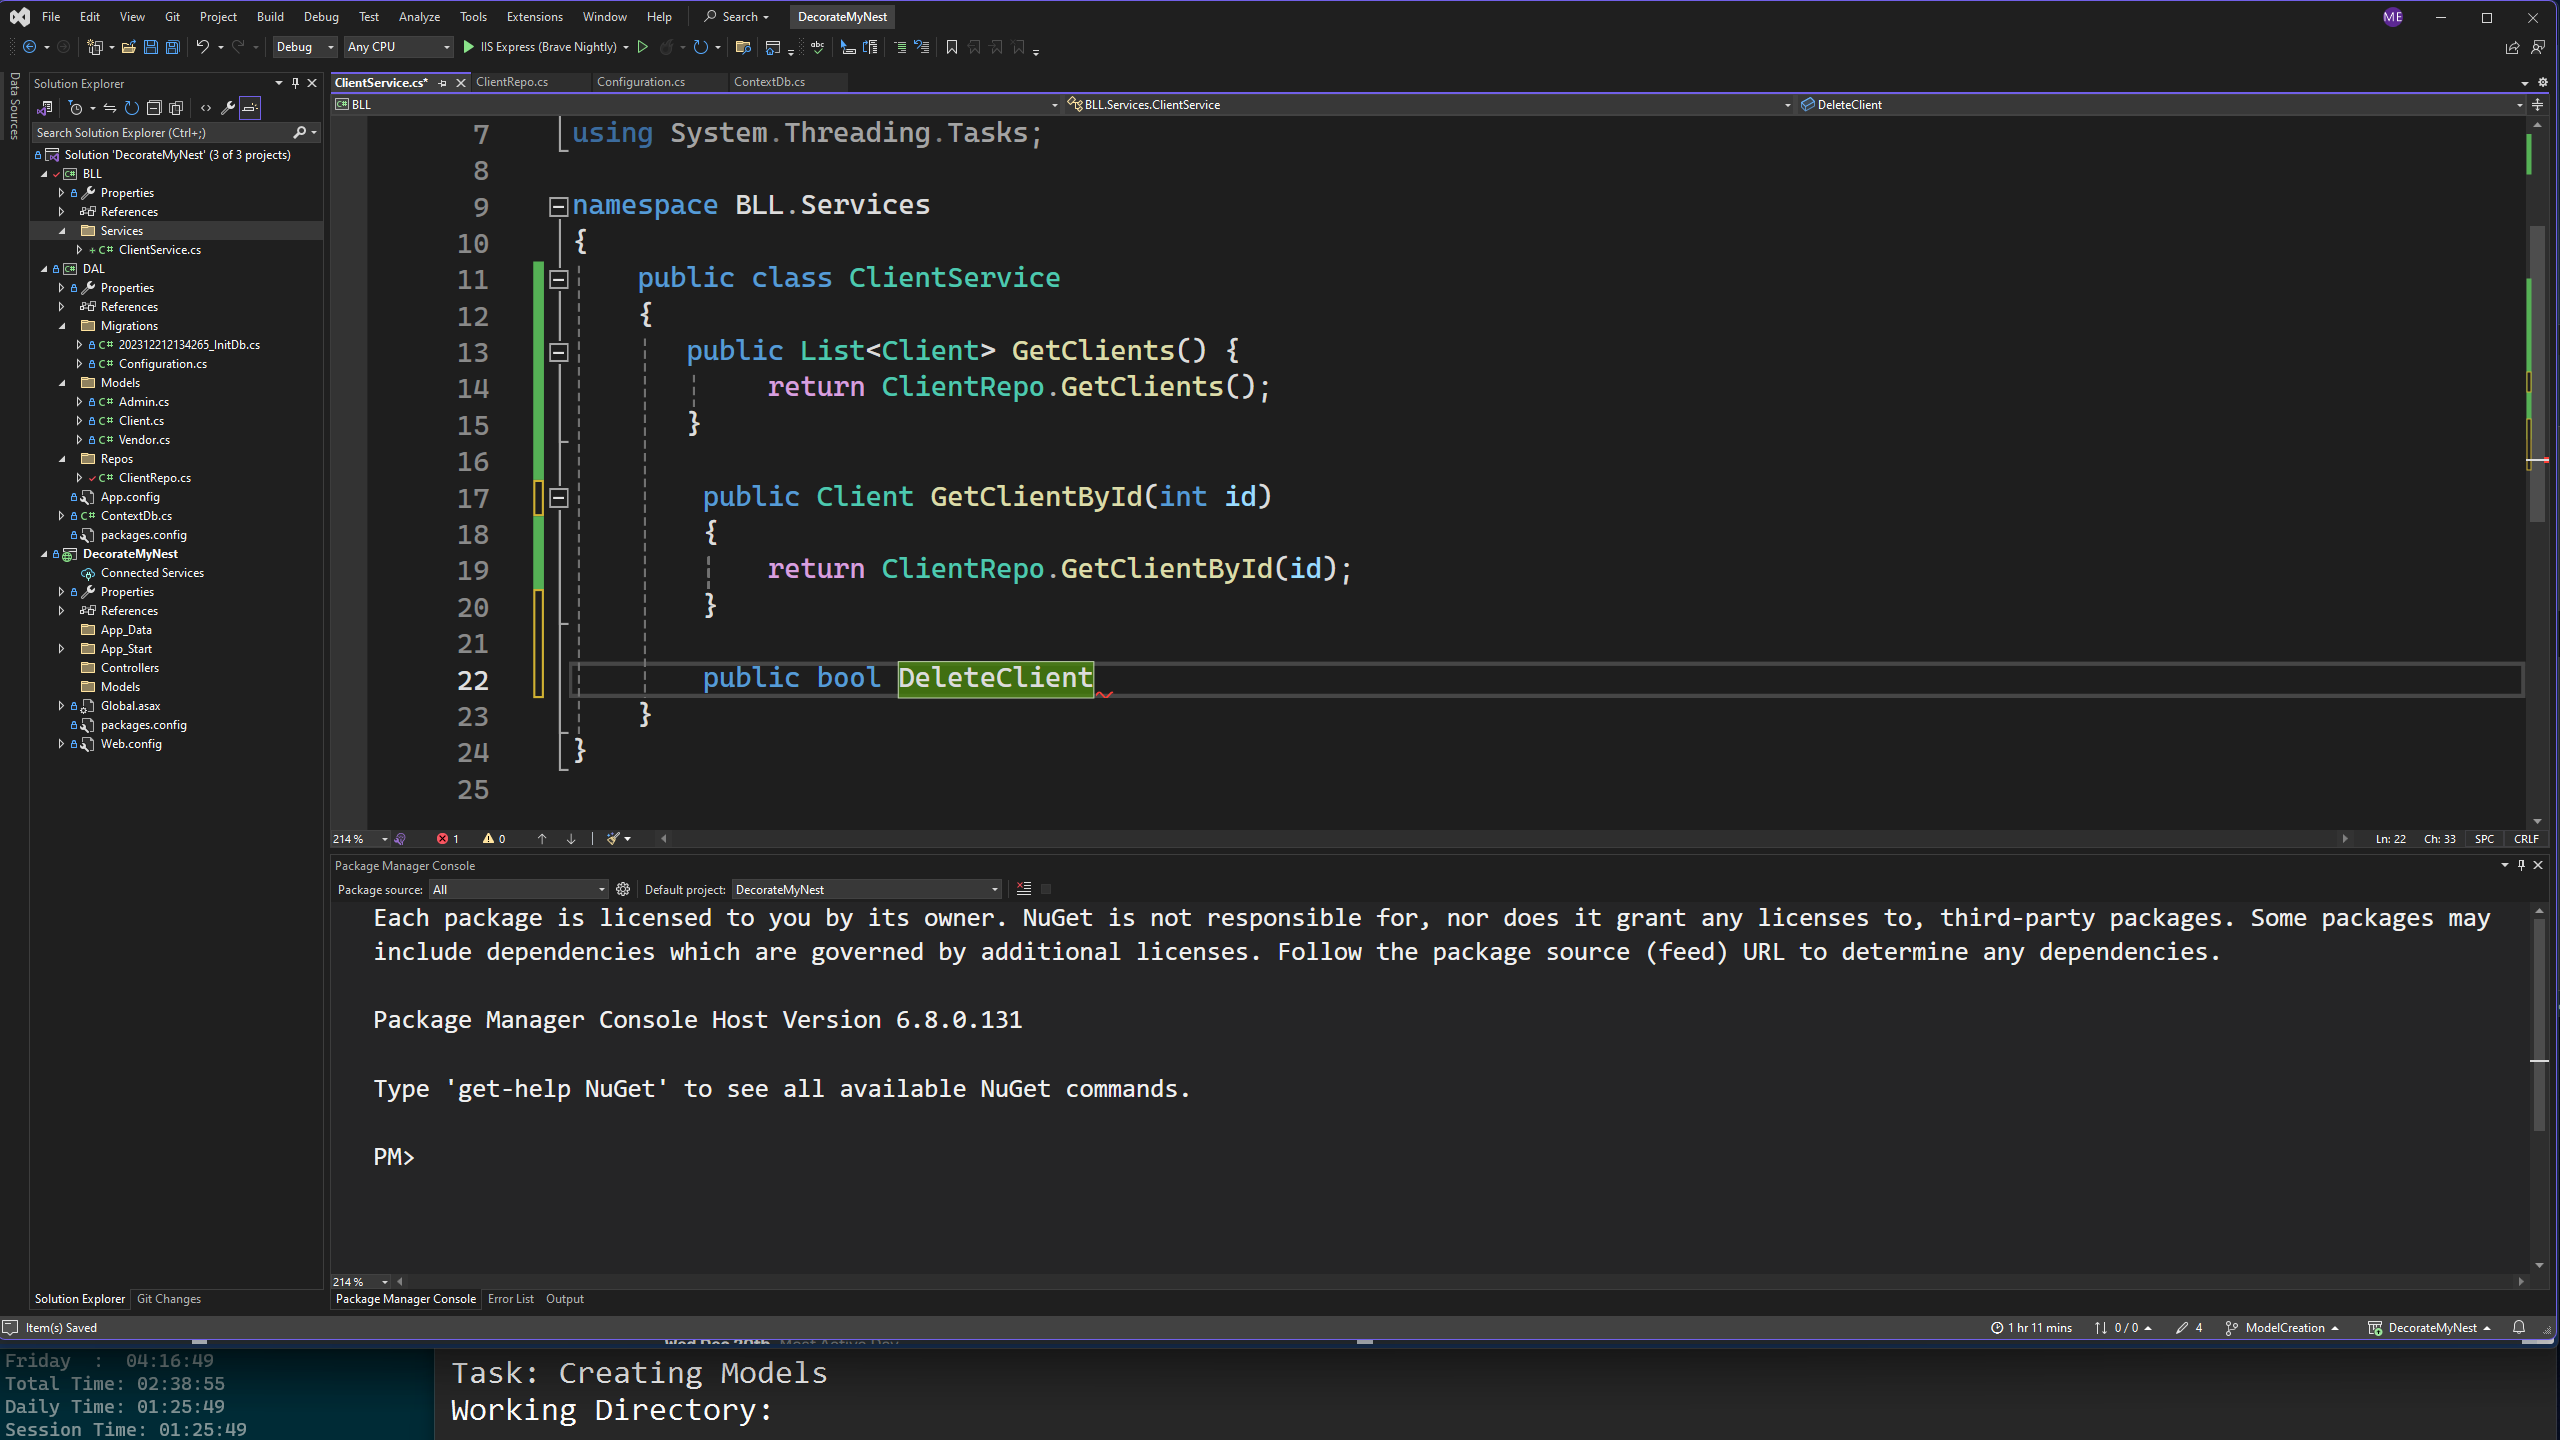 File Edit View Git Project Build Debug Test Analyze Tools Extensions Window Help Search DecorateMyNest ME
Debug Any CPU IIS Express (Brave Nightly)
Data Sources
Solution Explorer
Search Solution Explorer (Ctrl+;)
Solution 'DecorateMyNest' (3 of 3 projects)
BLL
Properties
References
Services
ClientService.cs
DAL
Properties
References
Migrations
202312212134265_InitDb.cs
Configuration.cs
Models
Admin.cs
Client.cs
Vendor.cs
Repos
ClientRepo.cs
App.config
ContextDb.cs
packages.config
DecorateMyNest
Connected Services
Properties
References
App_Data
App_Start
Controllers
Models
Global.asax
packages.config
Web.config
Solution Explorer Git Changes
ClientService.cs* ClientRepo.cs Configuration.cs ContextDb.cs
BLL BLL.Services.ClientService DeleteClient
7 using System.Threading.Tasks;
8
9 namespace BLL.Services
10 {
11 public class ClientService
12 {
13 public List<Client> GetClients() {
14 return ClientRepo.GetClients();
15 }
16
17 public Client GetClientById(int id)
18 {
19 return ClientRepo.GetClientById(id);
20 }
21
22 public bool DeleteClient
23 }
24 }
25
214 % 1 0 Ln: 22 Ch: 33 SPC CRLF
Package Manager Console
Package source: All Default project: DecorateMyNest
Each package is licensed to you by its owner. NuGet is not responsible for, nor does it grant any licenses to, third-party packages. Some packages may
include dependencies which are governed by additional licenses. Follow the package source (feed) URL to determine any dependencies.
Package Manager Console Host Version 6.8.0.131
Type 'get-help NuGet' to see all available NuGet commands.
PM>
214 %
Package Manager Console Error List Output
Item(s) Saved 1 hr 11 mins 0 / 0 4 ModelCreation DecorateMyNest
Friday : 04:16:49
Total Time: 02:38:55
Daily Time: 01:25:49
Session Time: 01:25:49
Task: Creating Models
Working Directory: